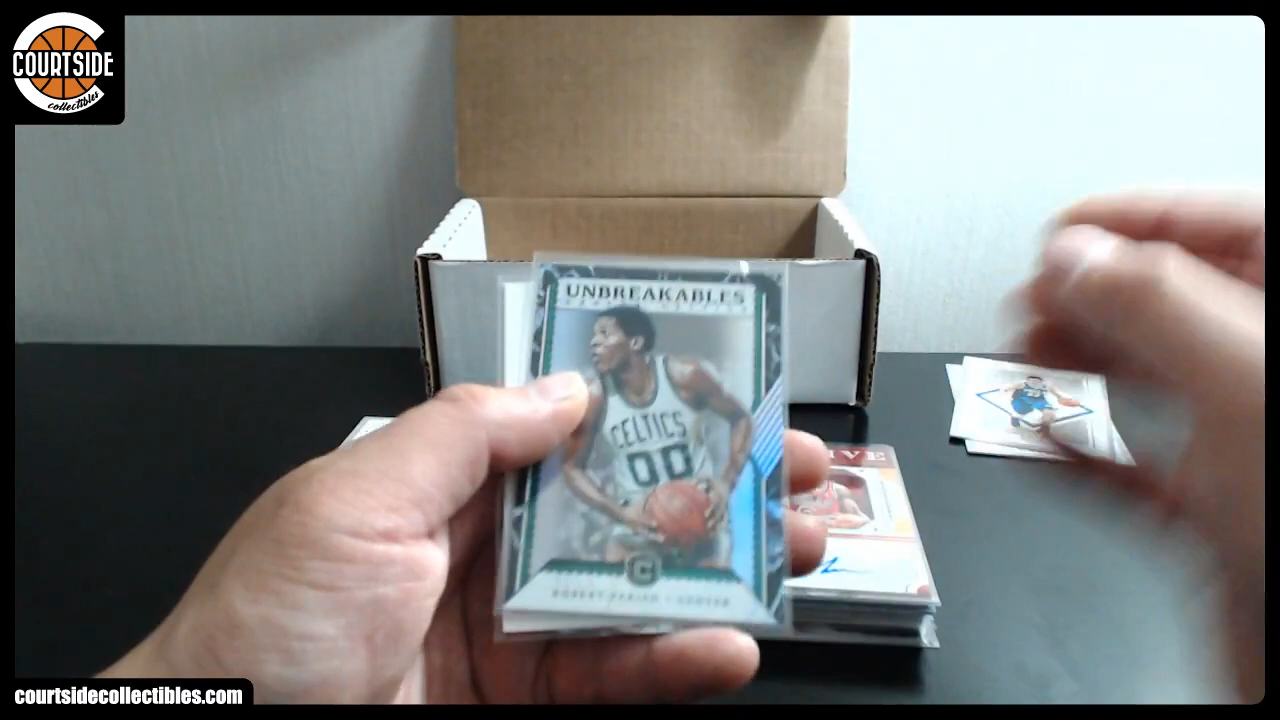 COURTSIDE
collectibles
UNBREAKABLES
CELTICS
00
C
ROBERT PARISH • CENTER
courtsidecollectibles.com